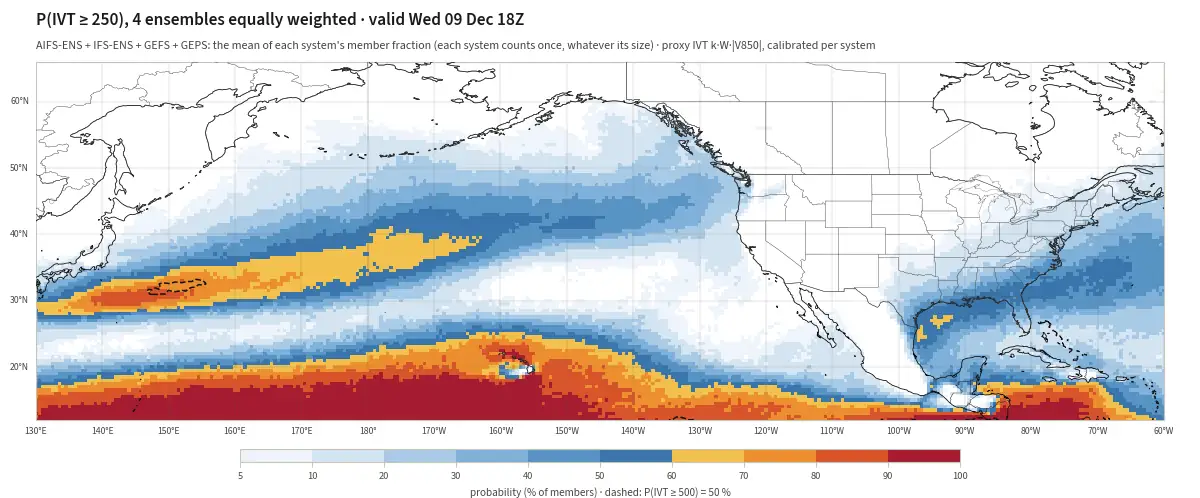 P(IVT ≥ 250), 4 ensembles equally weighted · valid Wed 09 Dec 18Z
AIFS-ENS + IFS-ENS + GEFS + GEPS: the mean of each system's member fraction (each system counts once, whatever its size) · proxy IVT k·W·|V850|, calibrated per system
60°N
50°N
40°N
30°N
20°N
130°E 140°E 150°E 160°E 170°E 180° 170°W 160°W 150°W 140°W 130°W 120°W 110°W 100°W 90°W 80°W 70°W 60°W
5 10 20 30 40 50 60 70 80 90 100
probability (% of members) · dashed: P(IVT ≥ 500) = 50 %